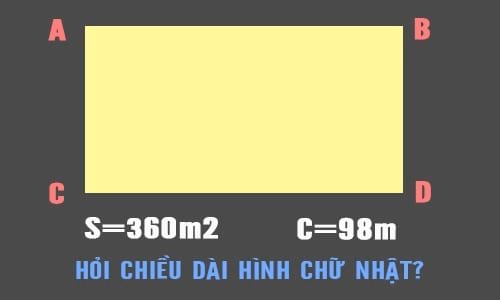 A B
C D
S=360m2 C=98m
HỎI CHIỀU DÀI HÌNH CHỮ NHẬT?